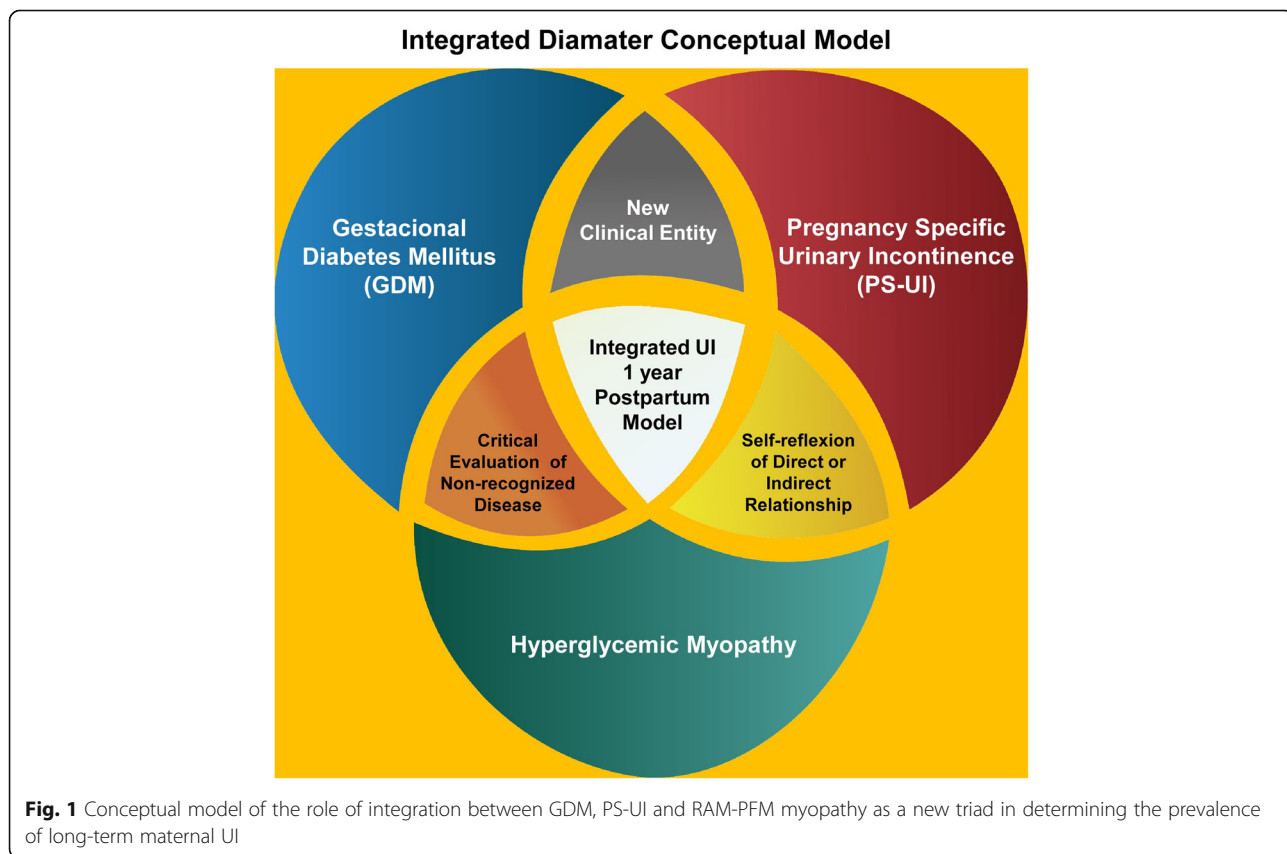 Integrated Diamater Conceptual Model
New
Clinical Entity
Gestacional
Diabetes Mellitus
(GDM)
Pregnancy Specific
Urinary Incontinence
(PS-UI)
Integrated UI
1 year
Postpartum
Model
Critical
Evaluation of
Non-recognized
Disease
Self-reflexion
of Direct or
Indirect
Relationship
Hyperglycemic Myopathy
Fig. 1 Conceptual model of the role of integration between GDM, PS-UI and RAM-PFM myopathy as a new triad in determining the prevalence
of long-term maternal UI